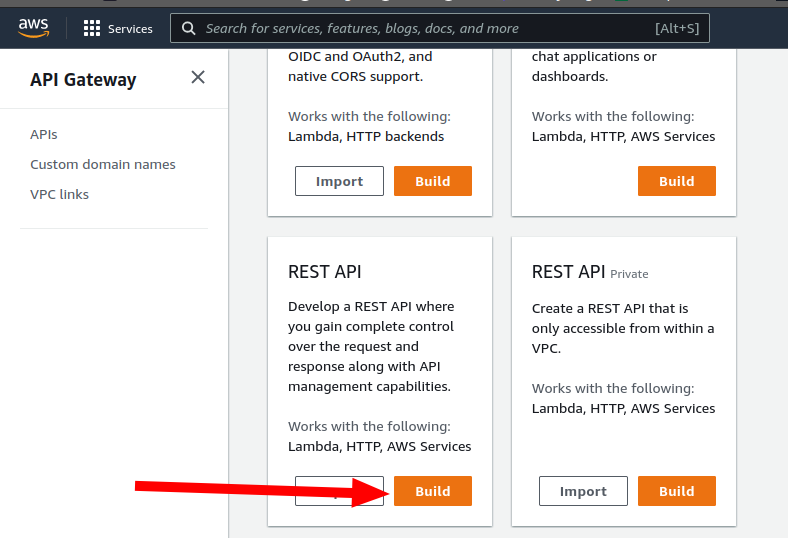 aws
Services
Search for services, features, blogs, docs, and more
[Alt+S]
API Gateway
APIs
Custom domain names
VPC links
OIDC and OAuth2, and
native CORS support.
Works with the following:
Lambda, HTTP backends
Import
Build
chat applications or
dashboards.
Works with the following:
Lambda, HTTP, AWS Services
Build
REST API
Develop a REST API where
you gain complete control
over the request and
response along with API
management capabilities.
Works with the following:
Lambda, HTTP, AWS Services
Build
REST API Private
Create a REST API that is
only accessible from within a
VPC.
Works with the following:
Lambda, HTTP, AWS Services
Import
Build